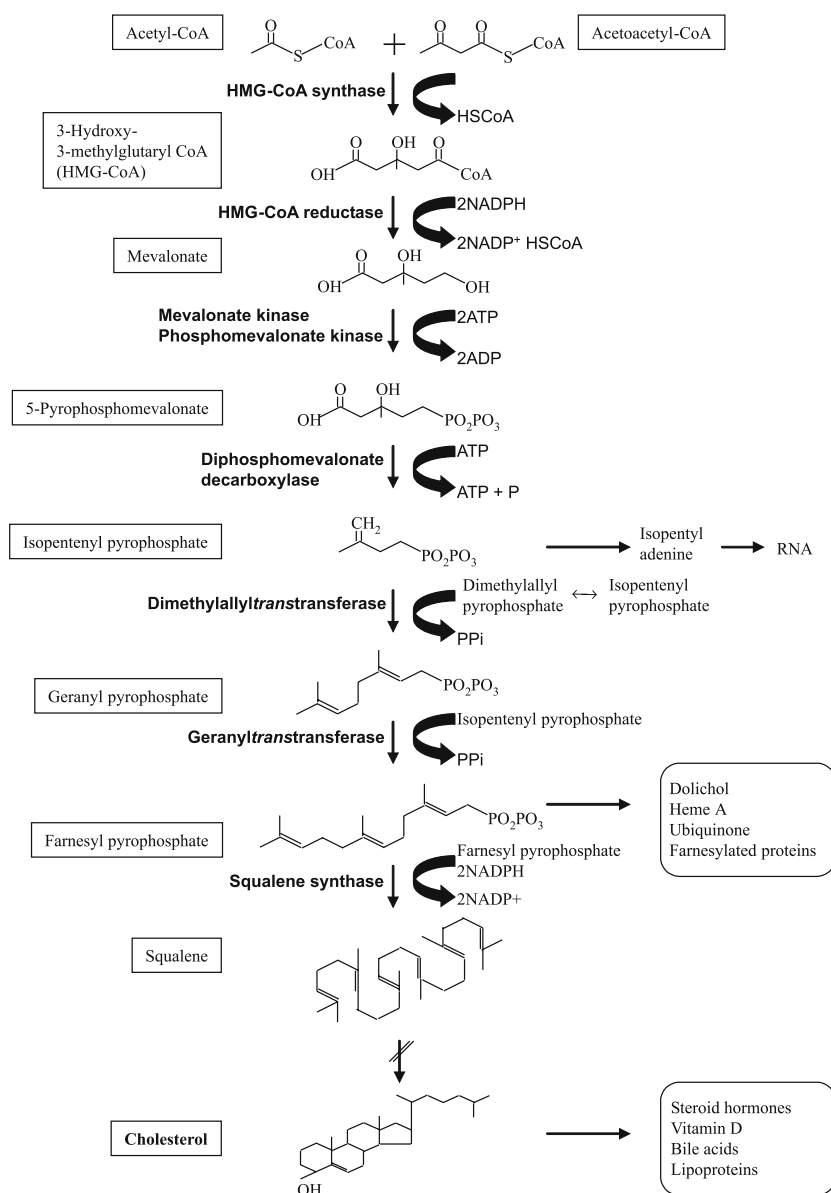 Acetyl-CoA
O
S
CoA
+
O
O
S
CoA
Acetoacetyl-CoA
HMG-CoA synthase
HSCoA
3-Hydroxy-
3-methylglutaryl CoA
(HMG-CoA)
O
OH
O
OH
CoA
HMG-CoA reductase
2NADPH
2NADP+ HSCoA
Mevalonate
O
OH
OH
OH
Mevalonate kinase
Phosphomevalonate kinase
2ATP
2ADP
5-Pyrophosphomevalonate
O
OH
OH
PO2PO3
Diphosphomevalonate
decarboxylase
ATP
ATP + P
Isopentenyl pyrophosphate
CH2
PO2PO3
Isopentyl
adenine
RNA
Dimethylallyltranstransferase
Dimethylallyl
pyrophosphate
↔
Isopentenyl
pyrophosphate
PPi
Geranyl pyrophosphate
PO2PO3
Geranyltranstransferase
Isopentenyl pyrophosphate
PPi
Farnesyl pyrophosphate
PO2PO3
Dolichol
Heme A
Ubiquinone
Farnesylated proteins
Squalene synthase
Farnesyl pyrophosphate
2NADPH
2NADP+
Squalene
Cholesterol
OH
Steroid hormones
Vitamin D
Bile acids
Lipoproteins